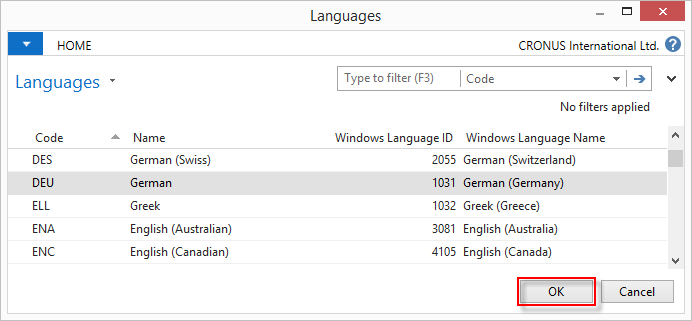 Languages
HOME
CRONUS International Ltd. ?
Languages
Type to filter (F3) Code
No filters applied
Code Name Windows Language ID Windows Language Name
DES German (Swiss) 2055 German (Switzerland)
DEU German 1031 German (Germany)
ELL Greek 1032 Greek (Greece)
ENA English (Australian) 3081 English (Australia)
ENC English (Canadian) 4105 English (Canada)
OK Cancel